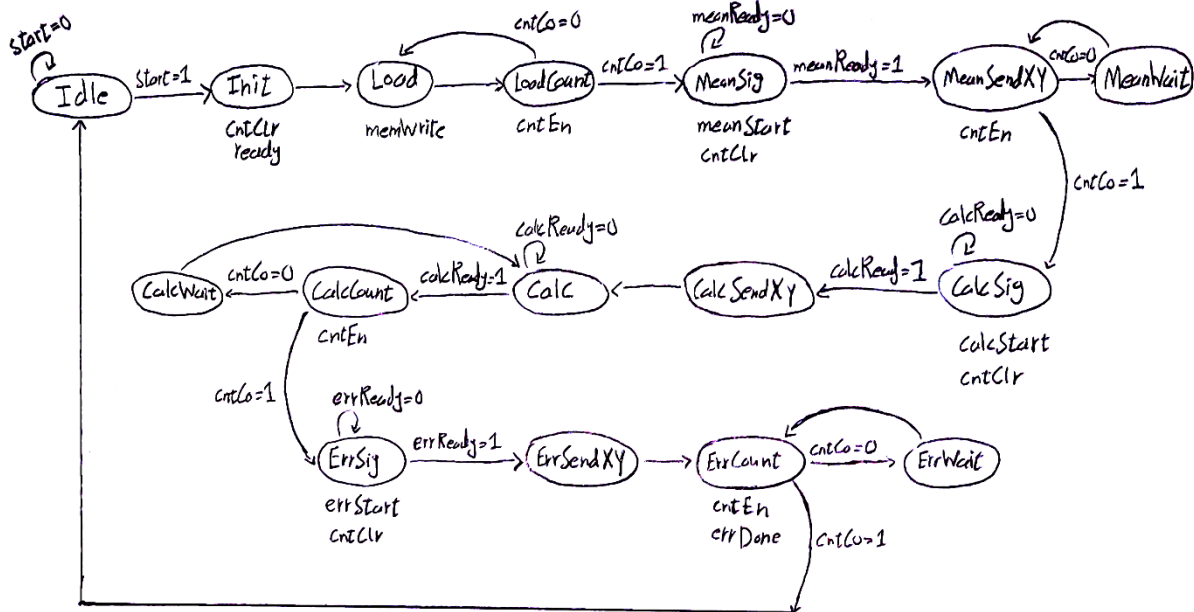 start=0
Idle
start=1
Init
cntClr
ready
Load
memWrite
cntCo=0
LoadCount
cntEn
cntCo=1
meanReady=0
MeanSig
meanStart
cntClr
meanReady=1
MeanSendXY
cntEn
cntCo=0
MeanWait
cntCo=1
calcReady=0
CalcSig
calcStart
cntClr
calcReady=1
CalcSendXY
calcReady=0
Calc
calcReady=1
CalcCount
cntEn
cntCo=0
CalcWait
cntCo=1
errReady=0
ErrSig
errStart
cntClr
errReady=1
ErrSendXY
ErrCount
cntEn
errDone
cntCo=0
ErrWait
cntCo=1